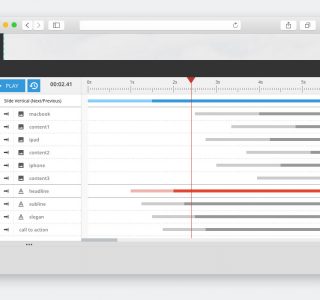 PLAY 00:02.41 0s 1s 2s 3s 4s 5s
Slide Vertical (Next/Previous)
macbook
content1
ipad
content2
iphone
content3
headline
subline
slogan
call to action